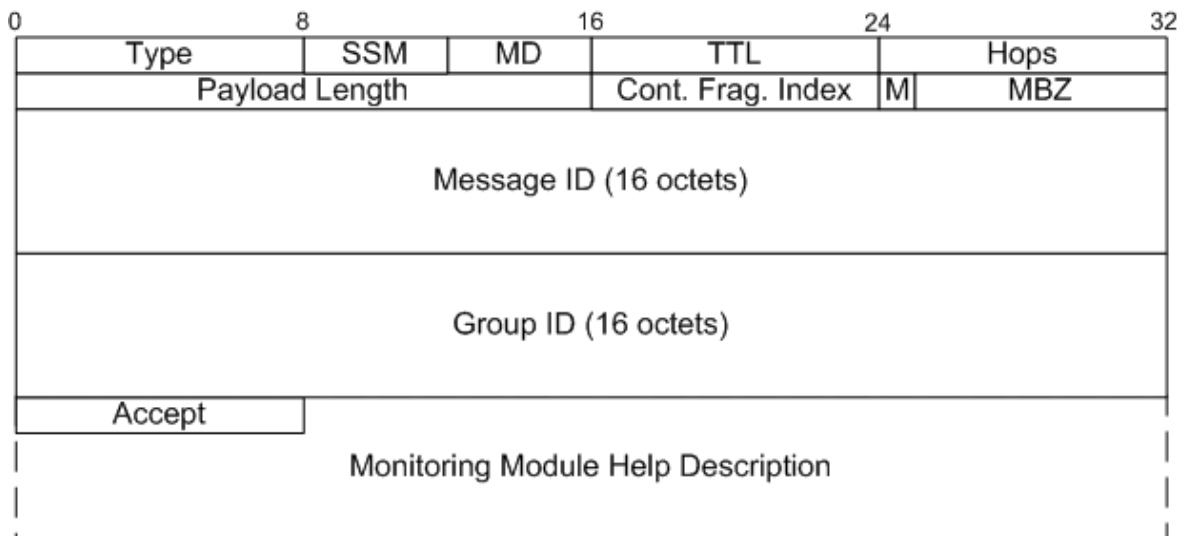 0 8 16 24 32
Type SSM MD TTL Hops
Payload Length Cont. Frag. Index M MBZ
Message ID (16 octets)
Group ID (16 octets)
Accept
Monitoring Module Help Description